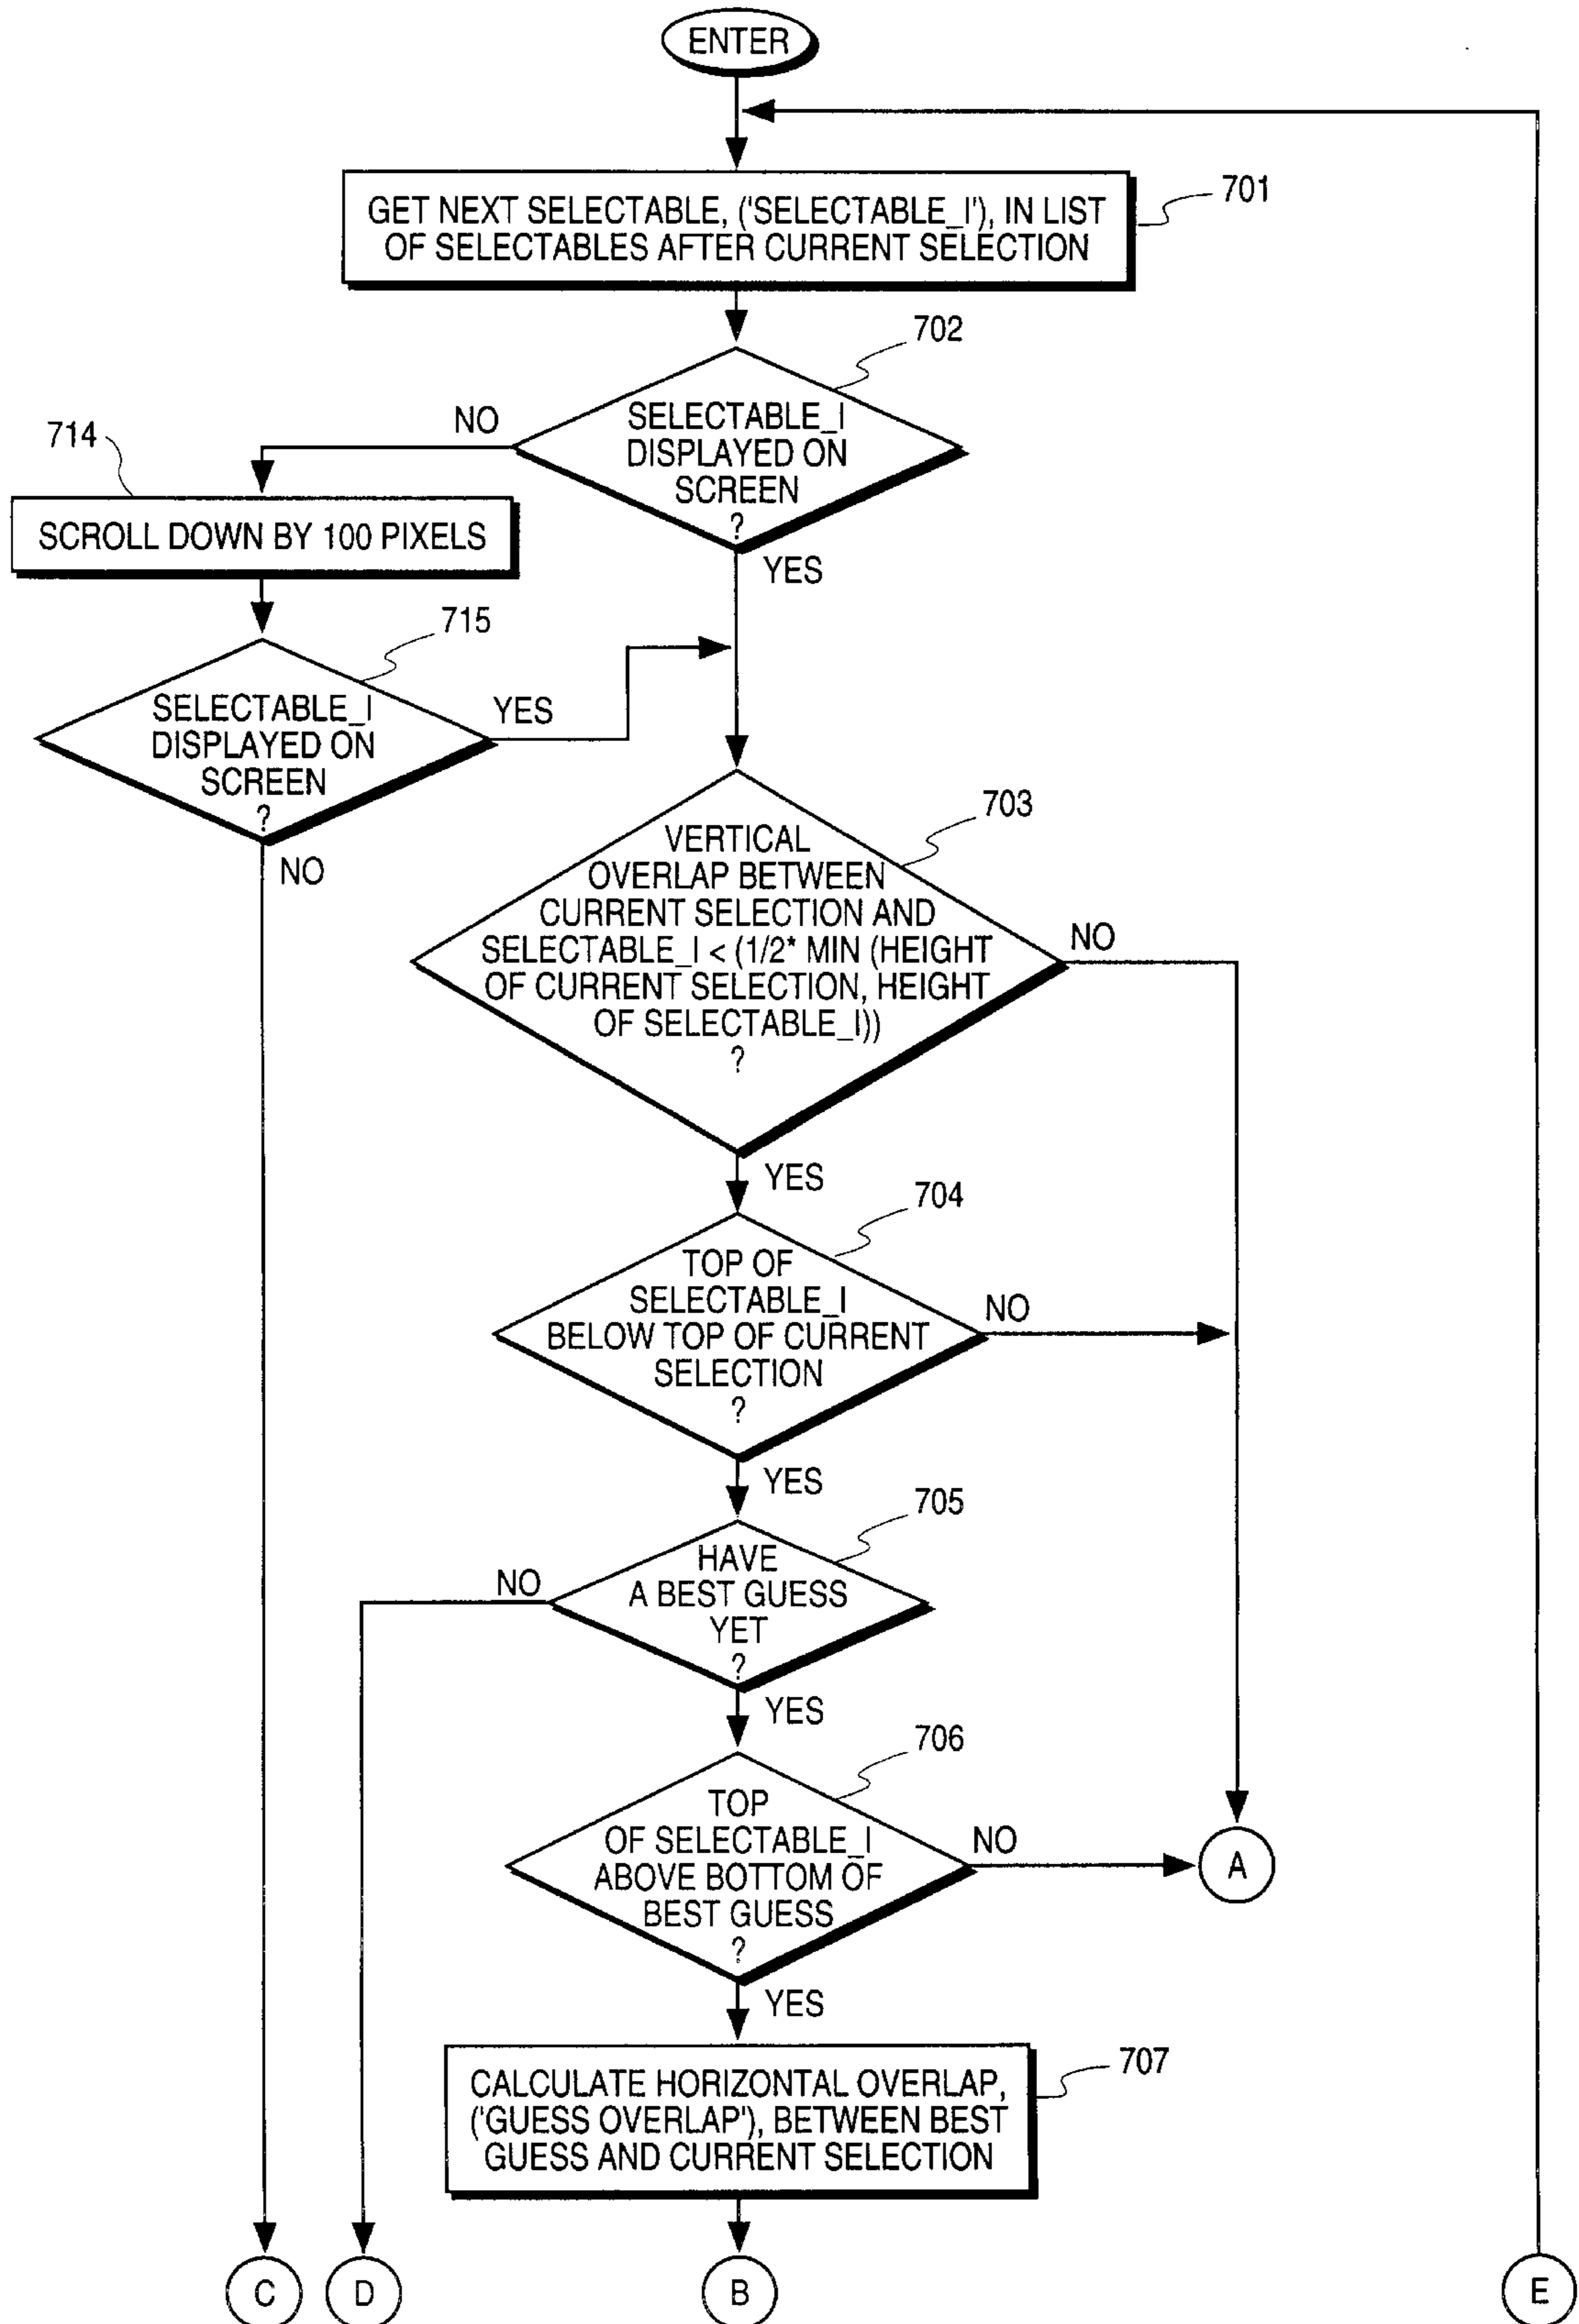 ENTER
GET NEXT SELECTABLE, ('SELECTABLE_I'), IN LIST
OF SELECTABLES AFTER CURRENT SELECTION
701
702
SELECTABLE_I
DISPLAYED ON
SCREEN
?
NO
YES
714
SCROLL DOWN BY 100 PIXELS
715
SELECTABLE_I
DISPLAYED ON
SCREEN
?
YES
NO
703
VERTICAL
OVERLAP BETWEEN
CURRENT SELECTION AND
SELECTABLE_I < (1/2* MIN (HEIGHT
OF CURRENT SELECTION, HEIGHT
OF SELECTABLE_I))
?
NO
YES
704
TOP OF
SELECTABLE_I
BELOW TOP OF CURRENT
SELECTION
?
NO
YES
705
HAVE
A BEST GUESS
YET
?
NO
YES
706
TOP
OF SELECTABLE_I
ABOVE BOTTOM OF
BEST GUESS
?
NO
A
YES
707
CALCULATE HORIZONTAL OVERLAP,
('GUESS OVERLAP'), BETWEEN BEST
GUESS AND CURRENT SELECTION
C
D
B
E